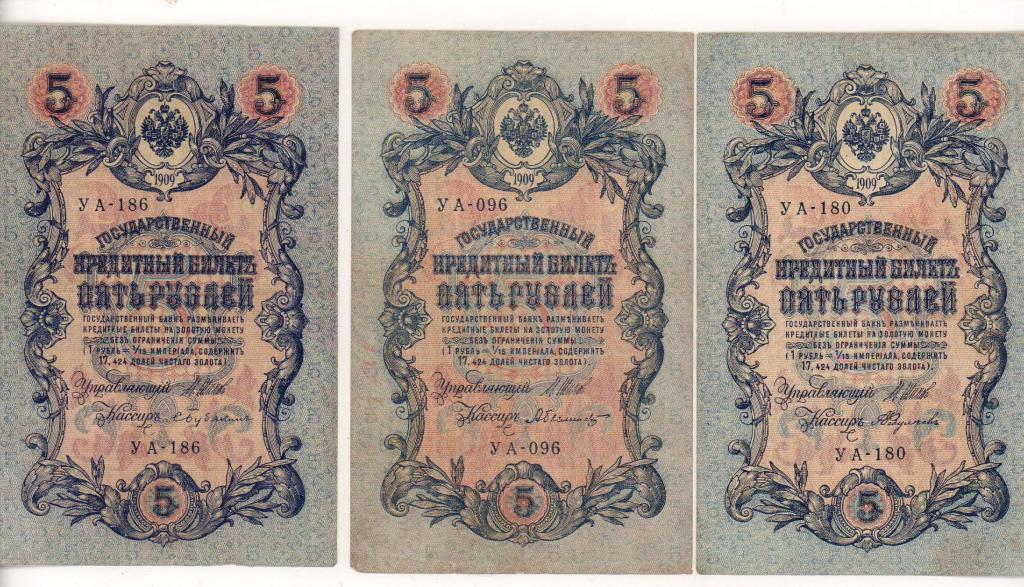 5 5
1909
УА-186
ГОСУДАРСТВЕННЫЙ
КРЕДИТНЫЙ БИЛЕТЪ
ПЯТЬ РУБЛЕЙ
ГОСУДАРСТВЕННЫЙ БАНКЪ РАЗМѢНИВАЕТЪ
КРЕДИТНЫЕ БИЛЕТЫ НА ЗОЛОТУЮ МОНЕТУ
БЕЗЪ ОГРАНИЧЕНІЯ СУММЫ
(1 РУБЛЬ = 1/15 ИМПЕРІАЛА, СОДЕРЖИТЪ
17,424 ДОЛЕЙ ЧИСТАГО ЗОЛОТА).
Управляющій
Кассиръ
УА-186
5
5 5
1909
УА-096
ГОСУДАРСТВЕННЫЙ
КРЕДИТНЫЙ БИЛЕТЪ
ПЯТЬ РУБЛЕЙ
ГОСУДАРСТВЕННЫЙ БАНКЪ РАЗМѢНИВАЕТЪ
КРЕДИТНЫЕ БИЛЕТЫ НА ЗОЛОТУЮ МОНЕТУ
БЕЗЪ ОГРАНИЧЕНІЯ СУММЫ
(1 РУБЛЬ = 1/15 ИМПЕРІАЛА, СОДЕРЖИТЪ
17,424 ДОЛЕЙ ЧИСТАГО ЗОЛОТА).
Управляющій
Кассиръ
УА-096
5
5 5
1909
УА-180
ГОСУДАРСТВЕННЫЙ
КРЕДИТНЫЙ БИЛЕТЪ
ПЯТЬ РУБЛЕЙ
ГОСУДАРСТВЕННЫЙ БАНКЪ РАЗМѢНИВАЕТЪ
КРЕДИТНЫЕ БИЛЕТЫ НА ЗОЛОТУЮ МОНЕТУ
БЕЗЪ ОГРАНИЧЕНІЯ СУММЫ
(1 РУБЛЬ = 1/15 ИМПЕРІАЛА, СОДЕРЖИТЪ
17,424 ДОЛЕЙ ЧИСТАГО ЗОЛОТА).
Управляющій
Кассиръ
УА-180
5